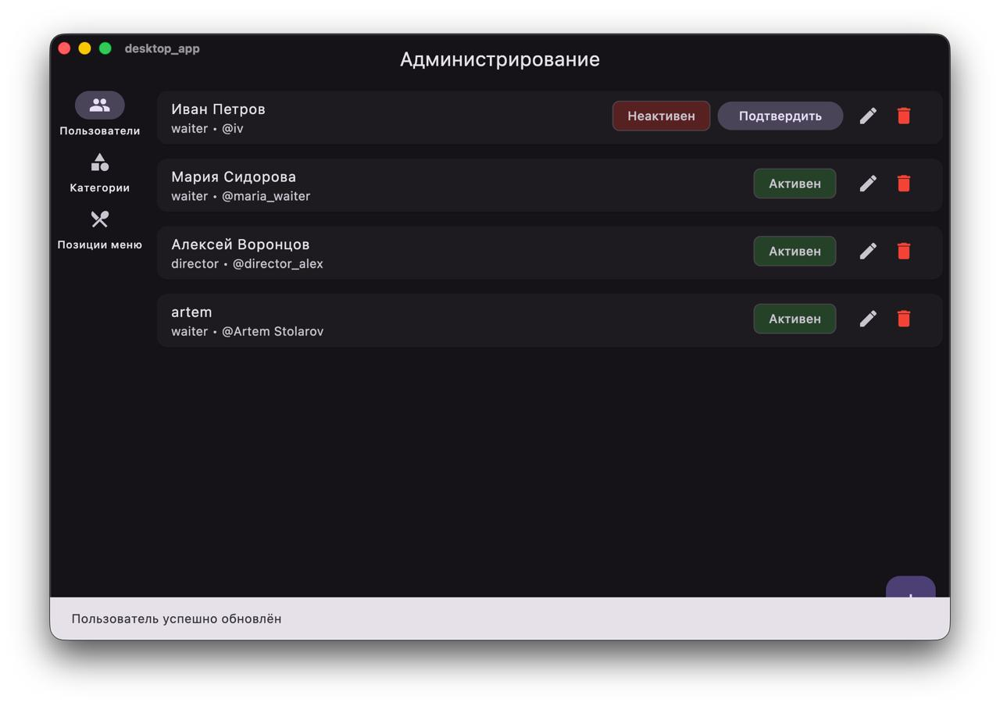 desktop_app
Администрирование
Пользователи
Категории
Позиции меню
Иван Петров
waiter • @iv
Неактивен
Подтвердить
Мария Сидорова
waiter • @maria_waiter
Активен
Алексей Воронцов
director • @director_alex
Активен
artem
waiter • @Artem Stolarov
Активен
Пользователь успешно обновлён